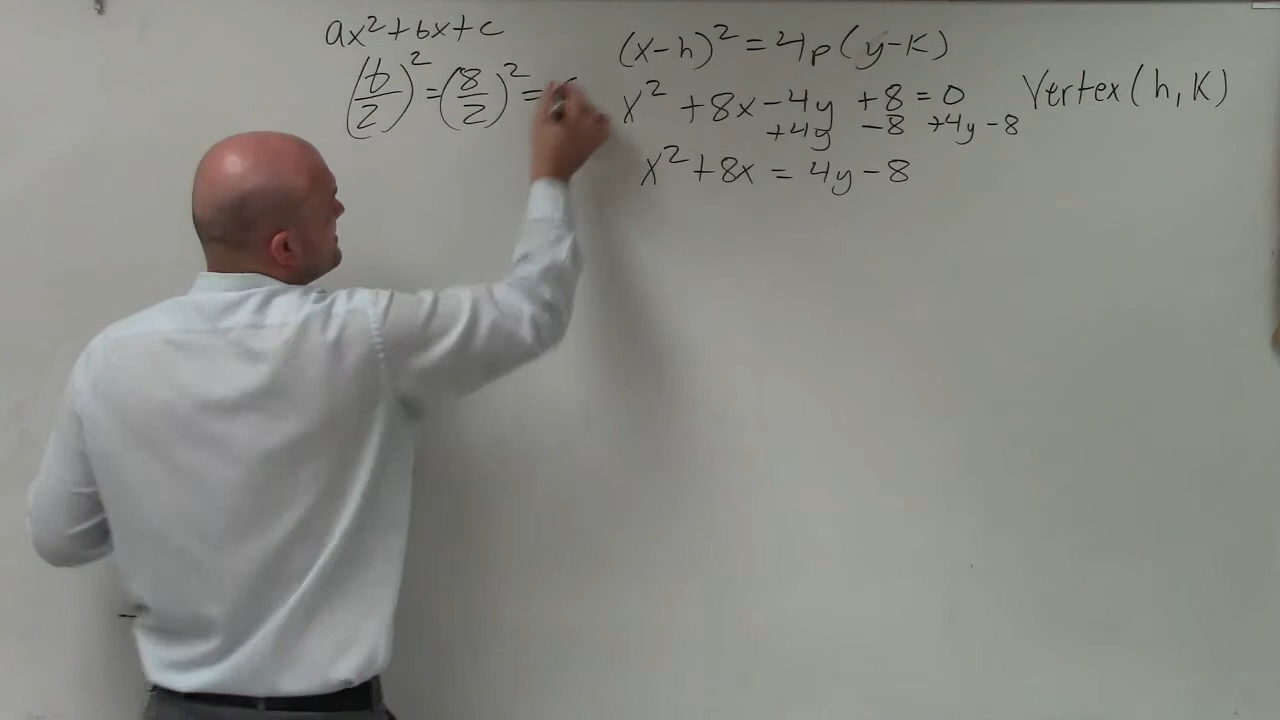 ax²+bx+c
(b/2)²=(8/2)²=
(x-h)²=4p(y-k)
x²+8x-4y+8=0
+4y -8 +4y-8
x²+8x=4y-8
Vertex(h,k)